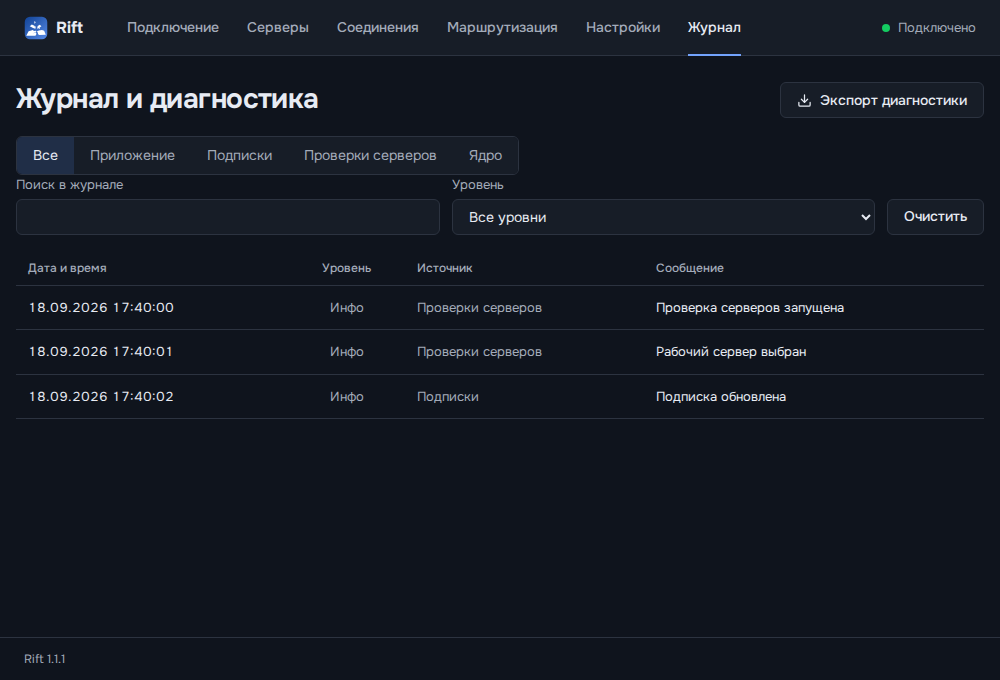 Rift Подключение Серверы Соединения Маршрутизация Настройки Журнал Подключено
Журнал и диагностика Экспорт диагностики
Все Приложение Подписки Проверки серверов Ядро
Поиск в журнале Уровень
Все уровни Очистить
Дата и время Уровень Источник Сообщение
18.09.2026 17:40:00 Инфо Проверки серверов Проверка серверов запущена
18.09.2026 17:40:01 Инфо Проверки серверов Рабочий сервер выбран
18.09.2026 17:40:02 Инфо Подписки Подписка обновлена
Rift 1.1.1